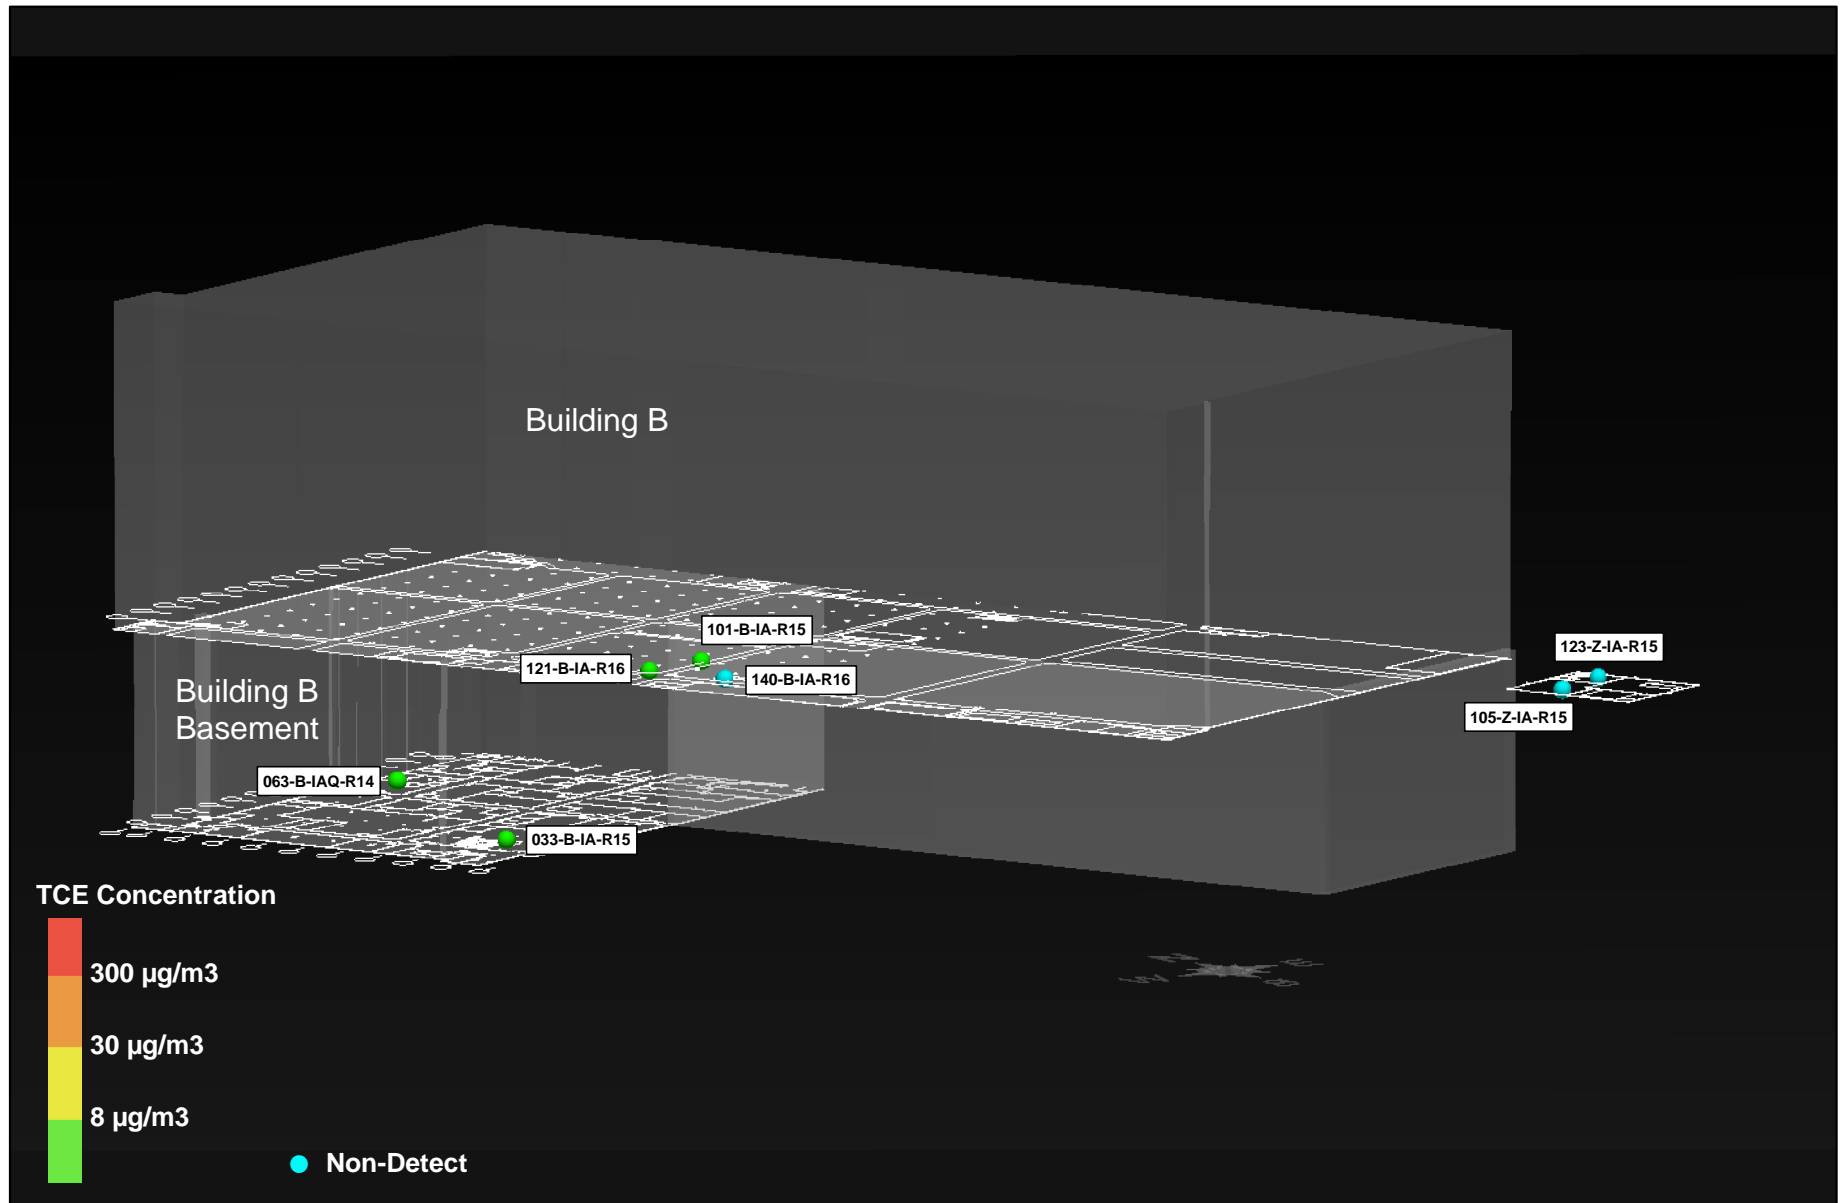 Building B
101-B-IA-R15
121-B-IA-R16
140-B-IA-R16
123-Z-IA-R15
105-Z-IA-R15
Building B
Basement
063-B-IAQ-R14
033-B-IA-R15
TCE Concentration
300 µg/m3
30 µg/m3
8 µg/m3
Non-Detect
N
E
W
S